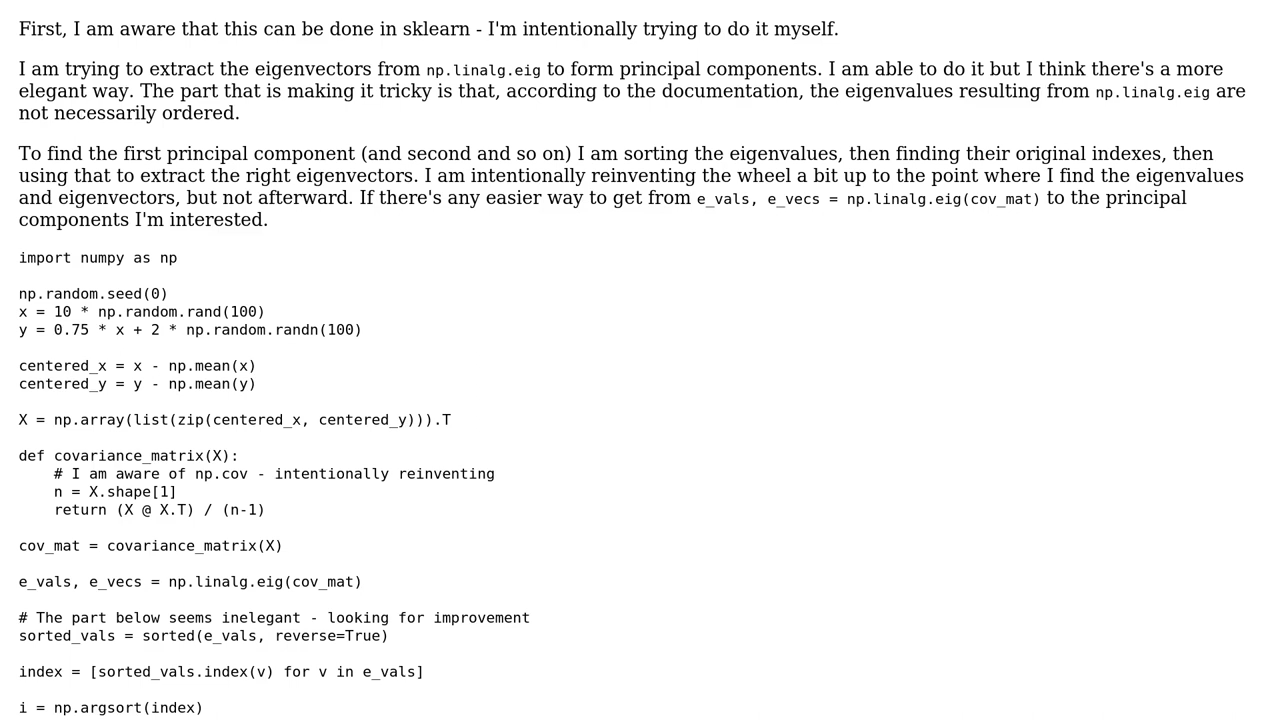 First, I am aware that this can be done in sklearn - I'm intentionally trying to do it myself.
I am trying to extract the eigenvectors from np.linalg.eig to form principal components. I am able to do it but I think there's a more
elegant way. The part that is making it tricky is that, according to the documentation, the eigenvalues resulting from np.linalg.eig are
not necessarily ordered.
To find the first principal component (and second and so on) I am sorting the eigenvalues, then finding their original indexes, then
using that to extract the right eigenvectors. I am intentionally reinventing the wheel a bit up to the point where I find the eigenvalues
and eigenvectors, but not afterward. If there's any easier way to get from e_vals, e_vecs = np.linalg.eig(cov_mat) to the principal
components I'm interested.
import numpy as np
np.random.seed(0)
x = 10 * np.random.rand(100)
y = 0.75 * x + 2 * np.random.randn(100)
centered_x = x - np.mean(x)
centered_y = y - np.mean(y)
X = np.array(list(zip(centered_x, centered_y))).T
def covariance_matrix(X):
    # I am aware of np.cov - intentionally reinventing
    n = X.shape[1]
    return (X @ X.T) / (n-1)
cov_mat = covariance_matrix(X)
e_vals, e_vecs = np.linalg.eig(cov_mat)
# The part below seems inelegant - looking for improvement
sorted_vals = sorted(e_vals, reverse=True)
index = [sorted_vals.index(v) for v in e_vals]
i = np.argsort(index)